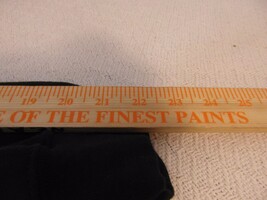 19 20 21 22 23 24 25
E OF THE FINEST PAINTS